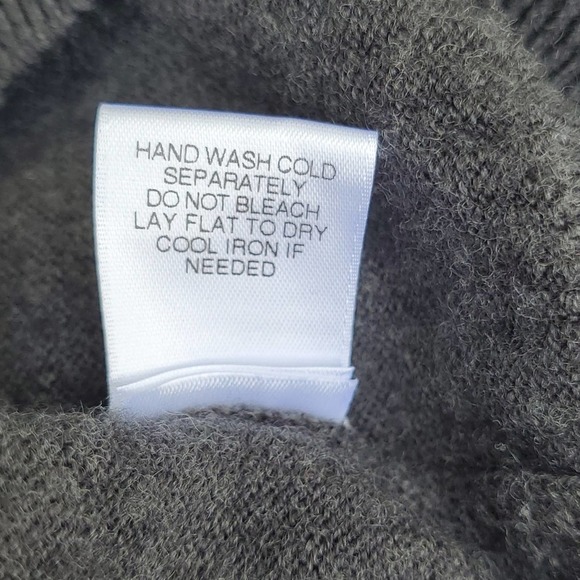 HAND WASH COLD
SEPARATELY
DO NOT BLEACH
LAY FLAT TO DRY
COOL IRON IF
NEEDED